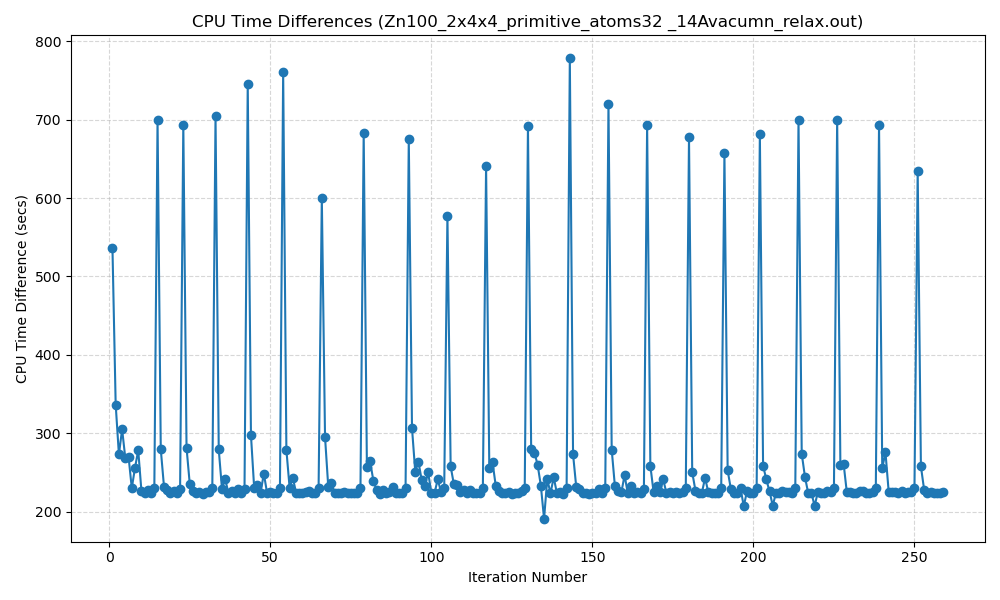 CPU Time Differences (Zn100_2x4x4_primitive_atoms32 _14Avacumn_relax.out)
800
700
600
500
400
300
200
CPU Time Difference (secs)
0 50 100 150 200 250
Iteration Number